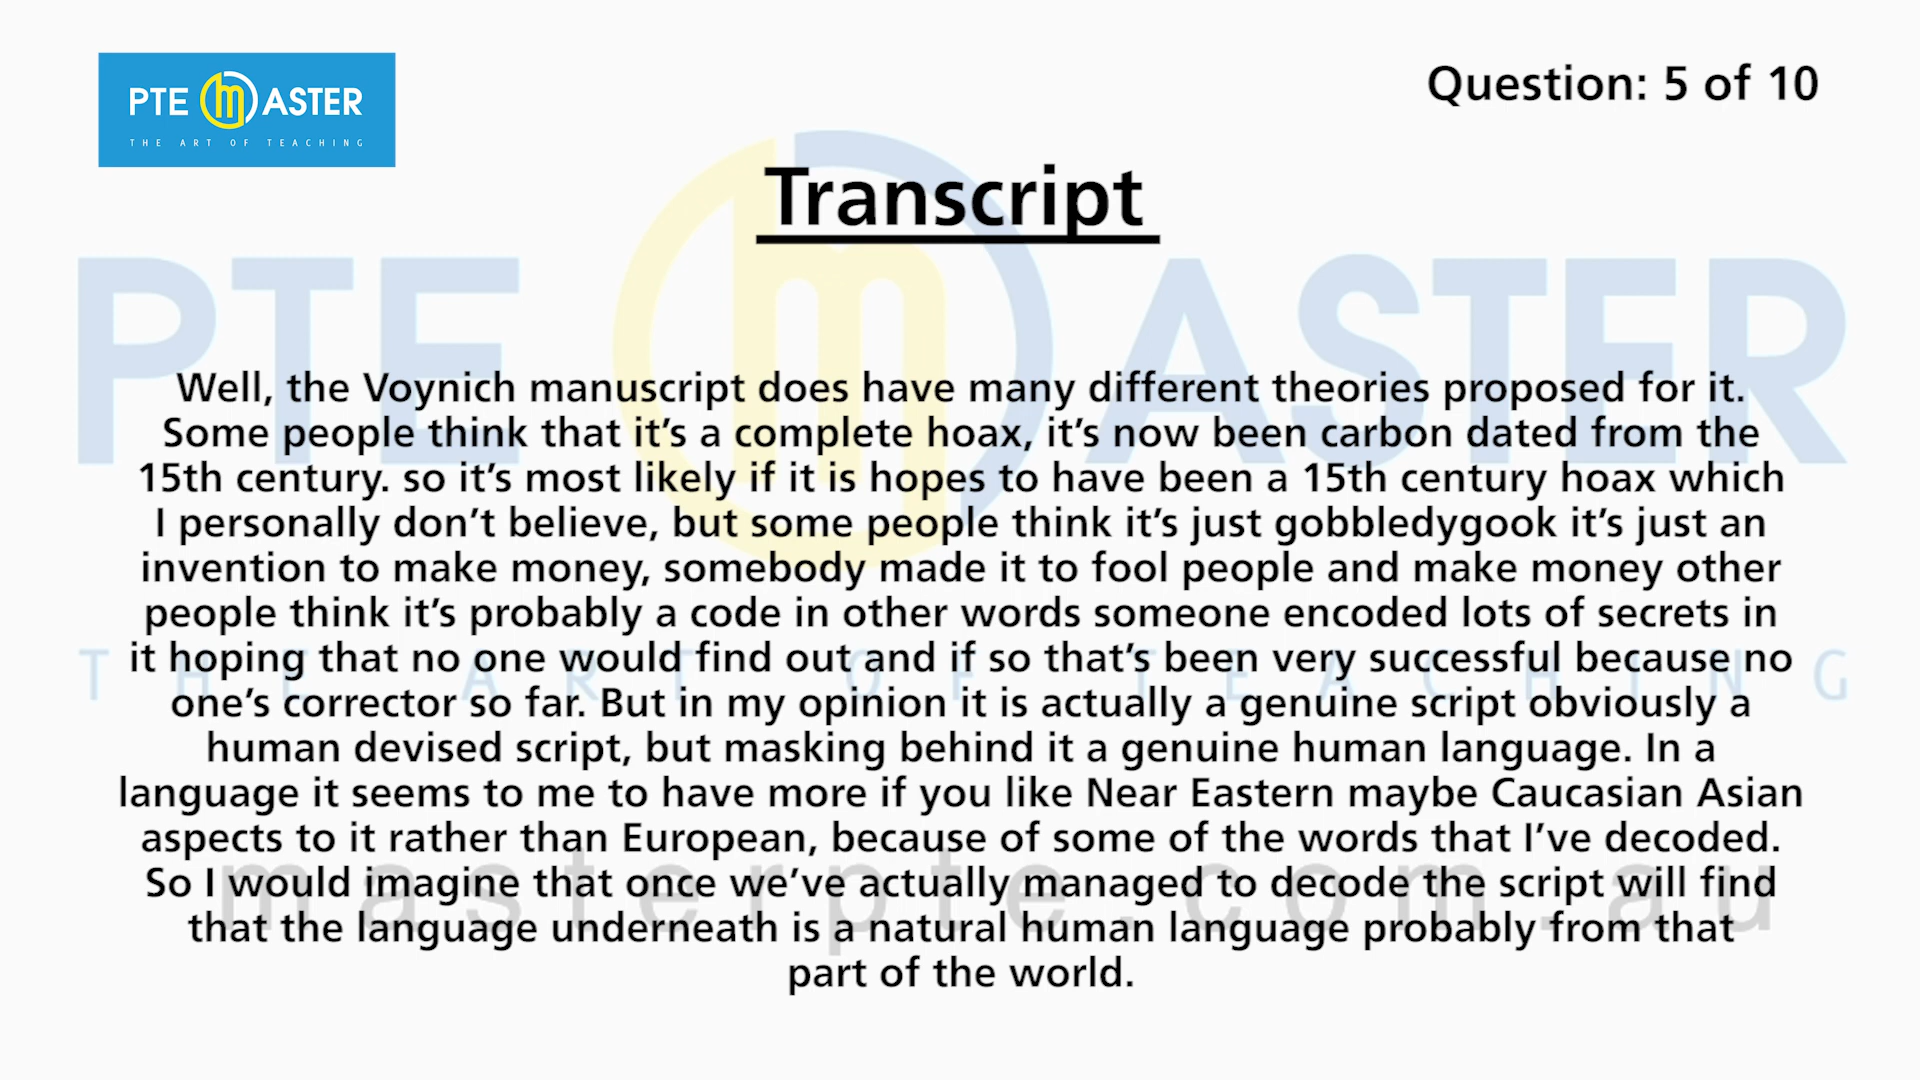 PTE MASTER
THE ART OF TEACHING
Question: 5 of 10
Transcript
PTE MASTER
THE ART OF TEACHING
masterpte.com.au
Well, the Voynich manuscript does have many different theories proposed for it.
Some people think that it's a complete hoax, it's now been carbon dated from the
15th century. so it's most likely if it is hopes to have been a 15th century hoax which
I personally don't believe, but some people think it's just gobbledygook it's just an
invention to make money, somebody made it to fool people and make money other
people think it's probably a code in other words someone encoded lots of secrets in
it hoping that no one would find out and if so that's been very successful because no
one's corrector so far. But in my opinion it is actually a genuine script obviously a
human devised script, but masking behind it a genuine human language. In a
language it seems to me to have more if you like Near Eastern maybe Caucasian Asian
aspects to it rather than European, because of some of the words that I've decoded.
So I would imagine that once we've actually managed to decode the script will find
that the language underneath is a natural human language probably from that
part of the world.